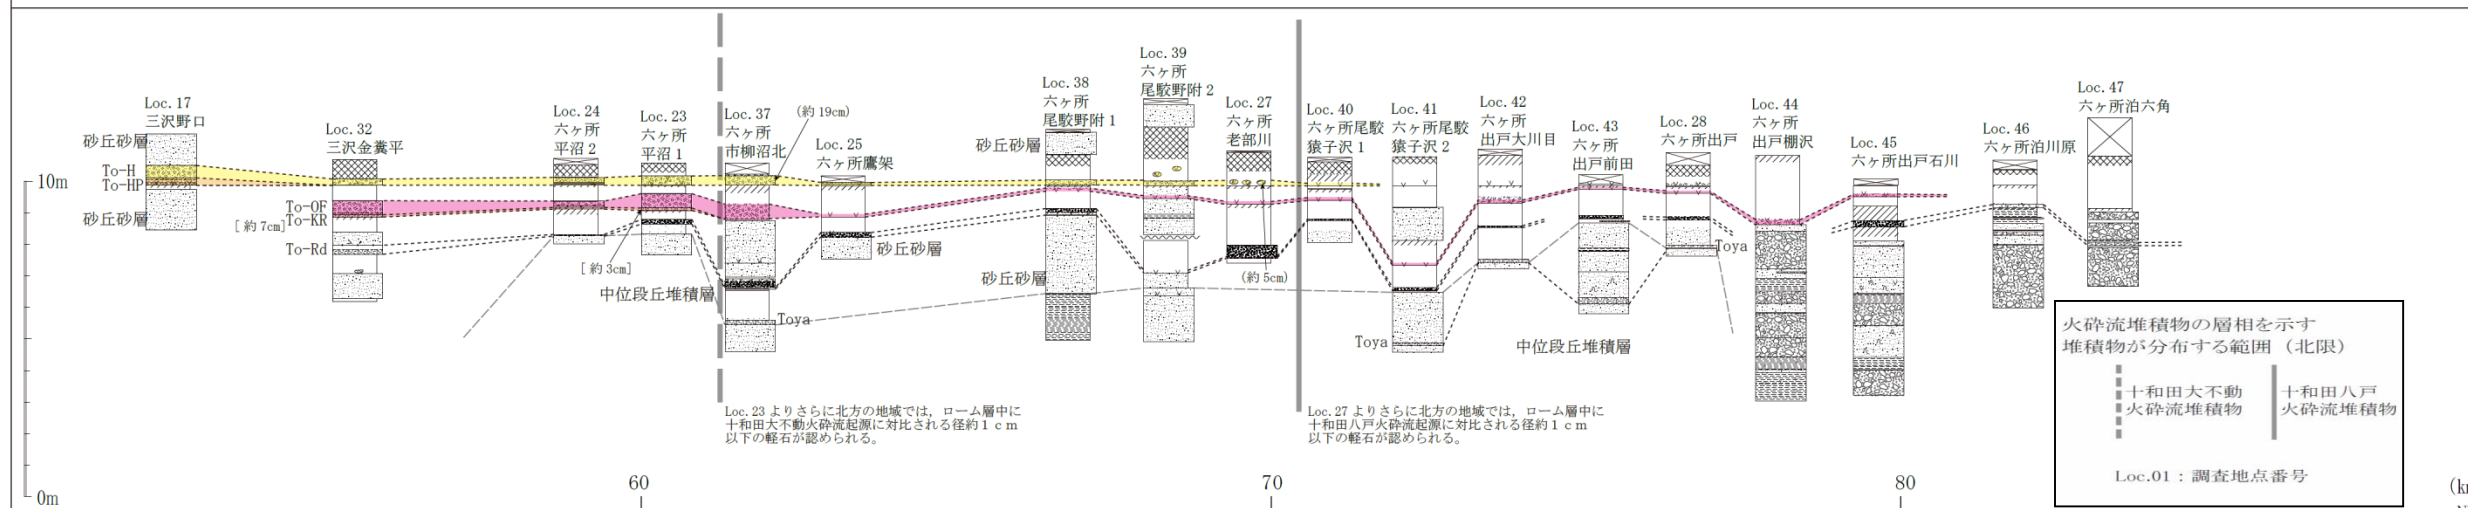 Loc. 17
三沢野口
砂丘砂層
To-H
To-HP
砂丘砂層
To-OF
To-KR
[ 約 7cm]
To-Rd
Loc. 32
三沢金糞平
Loc. 24
六ヶ所
平沼 2
Loc. 23
六ヶ所
平沼 1
[ 約 3cm]
中位段丘堆積層
Loc. 37
六ヶ所
市柳沼北
(約 19cm)
Toya
Loc. 25
六ヶ所鷹架
砂丘砂層
Loc. 38
六ヶ所
尾駮野附 1
砂丘砂層
砂丘砂層
Loc. 39
六ヶ所
尾駮野附 2
Loc. 27
六ヶ所
老部川
(約 5cm)
Loc. 40
六ヶ所尾駮
猿子沢 1
Loc. 41
六ヶ所尾駮
猿子沢 2
Toya
Loc. 42
六ヶ所
出戸大川目
Loc. 43
六ヶ所
出戸前田
中位段丘堆積層
Loc. 28
六ヶ所出戸
Toya
Loc. 44
六ヶ所
出戸棚沢
Loc. 45
六ヶ所出戸石川
Loc. 46
六ヶ所泊川原
Loc. 47
六ヶ所泊六角
10m
0m
Loc. 23 よりさらに北方の地域では，ローム層中に
十和田大不動火砕流起源に対比される径約１ｃｍ
以下の軽石が認められる。
Loc. 27 よりさらに北方の地域では，ローム層中に
十和田八戸火砕流起源に対比される径約１ｃｍ
以下の軽石が認められる。
60
70
80
火砕流堆積物の層相を示す
堆積物が分布する範囲（北限）
十和田大不動
火砕流堆積物
十和田八戸
火砕流堆積物
Loc.01：調査地点番号